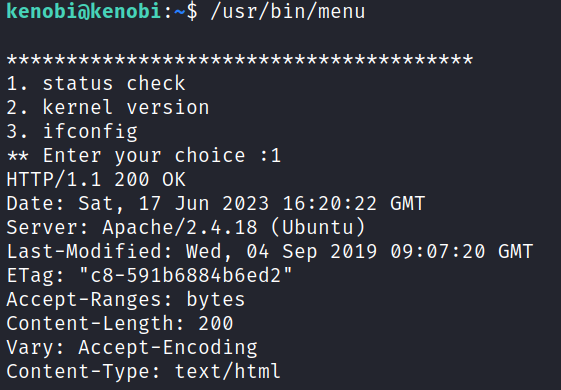 kenobi@kenobi:~$ /usr/bin/menu
***************************************
1. status check
2. kernel version
3. ifconfig
** Enter your choice :1
HTTP/1.1 200 OK
Date: Sat, 17 Jun 2023 16:20:22 GMT
Server: Apache/2.4.18 (Ubuntu)
Last-Modified: Wed, 04 Sep 2019 09:07:20 GMT
ETag: "c8-591b6884b6ed2"
Accept-Ranges: bytes
Content-Length: 200
Vary: Accept-Encoding
Content-Type: text/html